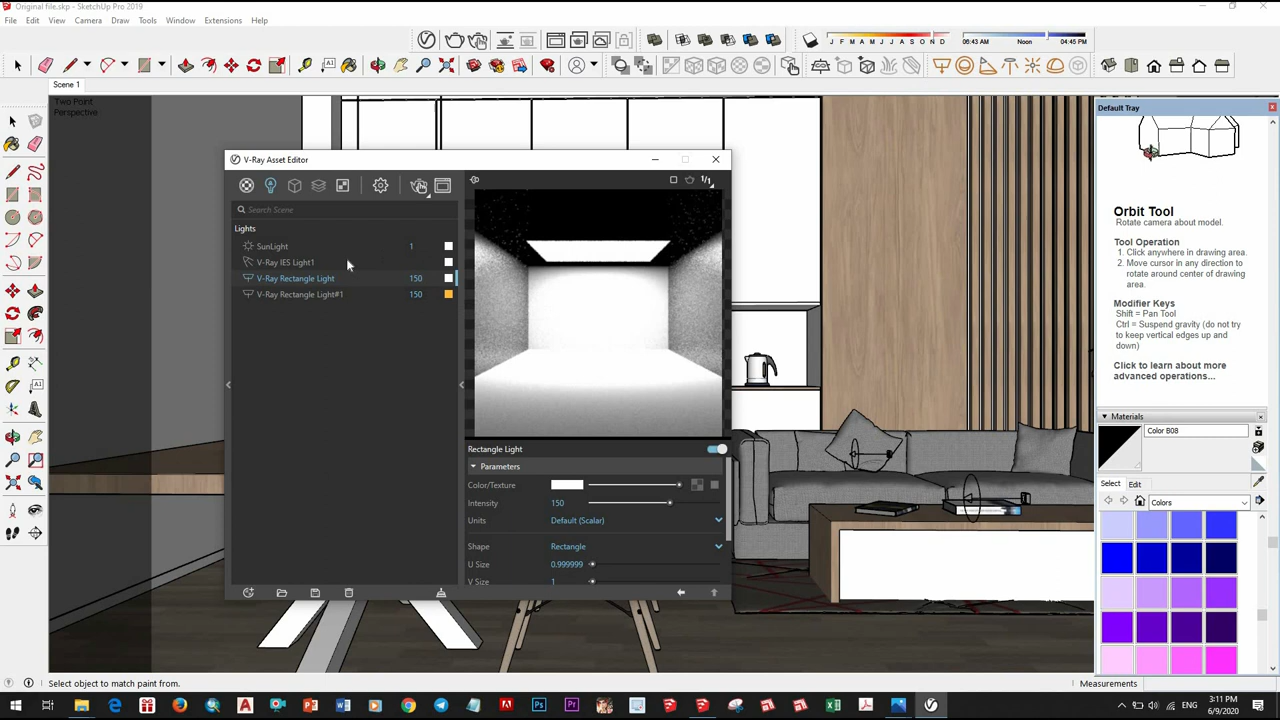 Original file.skp - SketchUp Pro 2019
File Edit View Camera Draw Tools Window Extensions Help
J F M A M J J A S O N D
06:43 AM Noon 04:45 PM
Scene 1
Two Point
Perspective
V-Ray Asset Editor
1/1
Search Scene
Lights
SunLight 1
V-Ray IES Light1
V-Ray Rectangle Light 150
V-Ray Rectangle Light#1 150
Rectangle Light
Parameters
Color/Texture
Intensity 150
Units Default (Scalar)
Shape Rectangle
U Size 0.999999
V Size 1
Default Tray
Orbit Tool
Rotate camera about model.
Tool Operation
1. Click in drawing area.
2. Move cursor in any direction to
rotate around center of drawing
area.
Modifier Keys
Shift = Pan Tool
Ctrl = Suspend gravity (do not try
to keep vertical edges up and
down)
Click to learn about more
advanced operations...
Materials
Color B08
Select Edit
Colors
Select object to match paint from.
Measurements
ENG
3:11 PM
6/9/2020